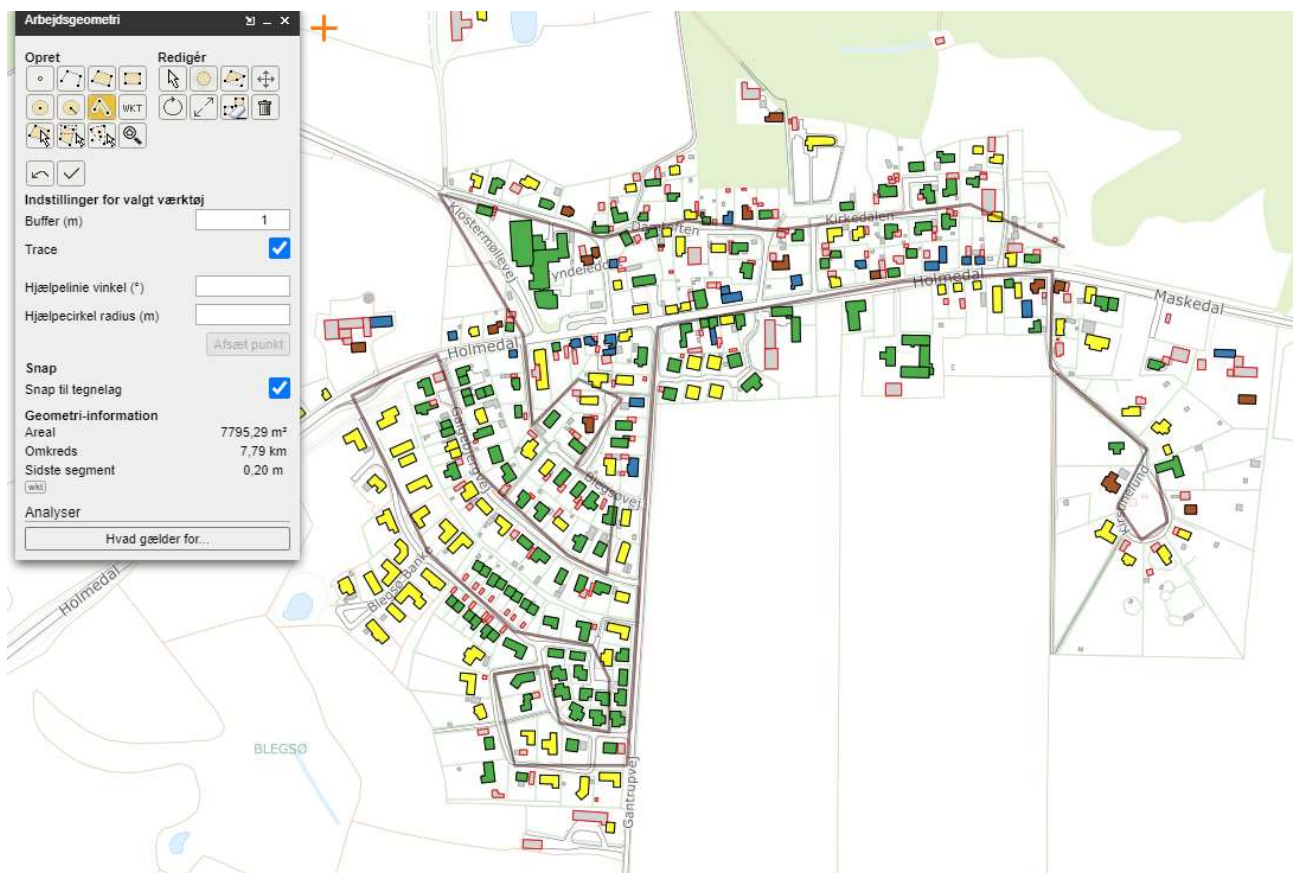 Arbejdsgeometri
Opret
Redigér
WKT
Indstillinger for valgt værktøj
Buffer (m) 1
Trace
Hjælpelinie vinkel (°)
Hjælpecirkel radius (m)
Afsæt punkt
Snap
Snap til tegnelag
Geometri-information
Areal 7795,29 m²
Omkreds 7,79 km
Sidste segment 0,20 m
wkt
Analyser
Hvad gælder for...
Klostermøllevej
Kirkedalen
Holmedal
Maskedal
Holmedal
Galgebjergvej
Blegsøvej
Kirstinelund
Blegsø Banke
Holmedal
BLEGSØ
Gantrupvej